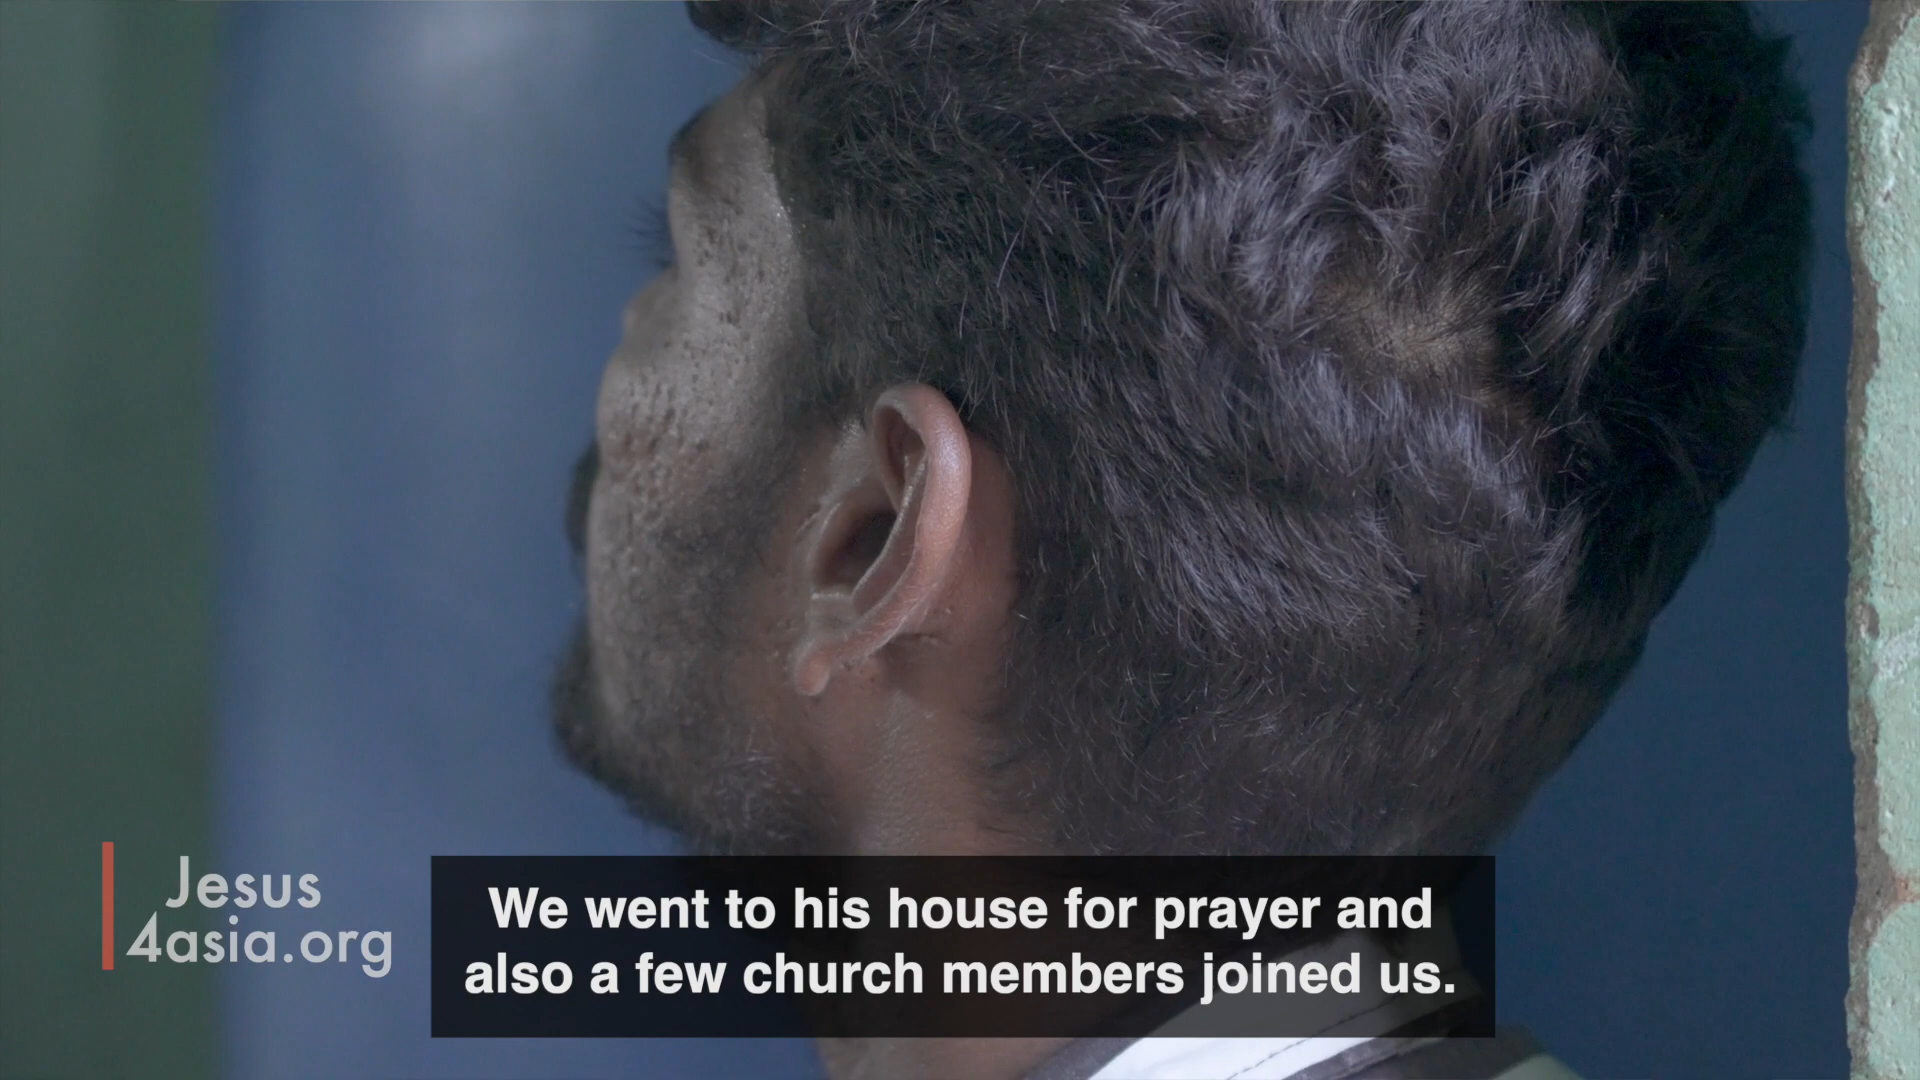 Jesus
4asia.org
We went to his house for prayer and
also a few church members joined us.